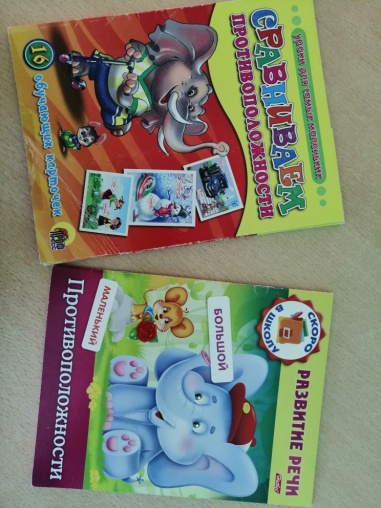 уроки для самых маленьких
СРАВНИВАЕМ
ПРОТИВОПОЛОЖНОСТИ
16
обучающих карточек
СКОРО
В ШКОЛУ
РАЗВИТИЕ РЕЧИ
БОЛЬШОЙ
МАЛЕНЬКИЙ
ПРОТИВОПОЛОЖНОСТИ